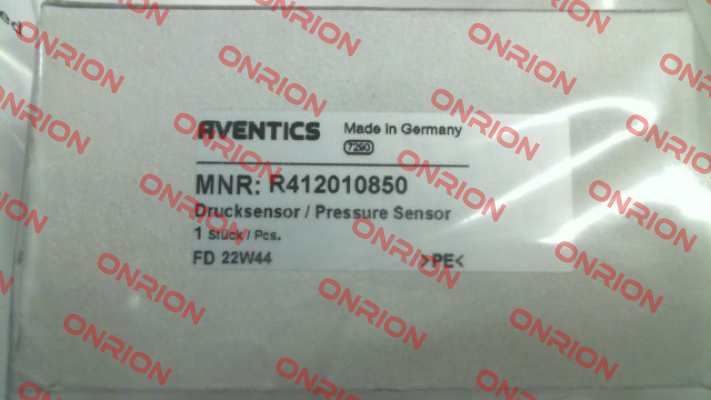 AVENTICS Made in Germany
7290
MNR: R412010850
Drucksensor / Pressure Sensor
1 Stück / Pcs.
FD 22W44 >PE<
ONRION